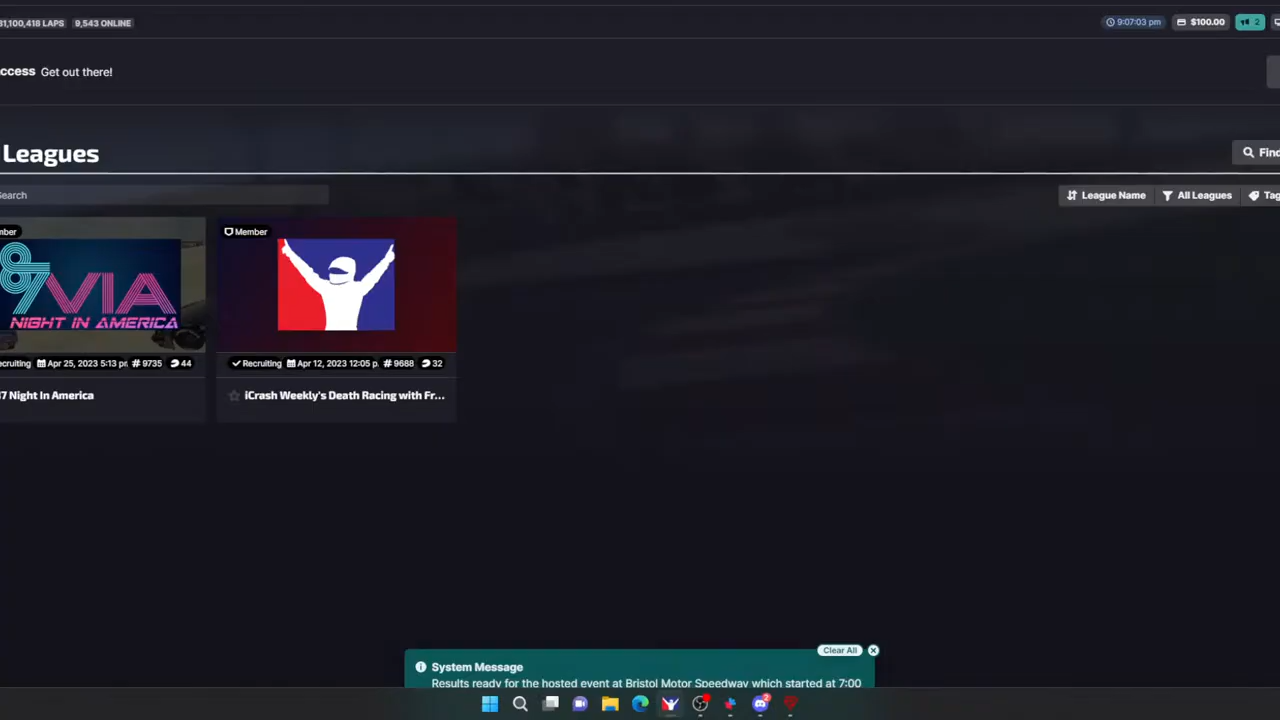 31,100,418 LAPS 9,543 ONLINE 9:07:03 pm $100.00 2
ccess Get out there!
Leagues
Find
Search League Name All Leagues Tag
mber Member
87
VIA
NIGHT IN AMERICA
ecruiting Apr 25, 2023 5:13 pm #9735 44 Recruiting Apr 12, 2023 12:05 p. #9688 32
7 Night In America iCrash Weekly's Death Racing with Fr...
Clear All
System Message
Results ready for the hosted event at Bristol Motor Speedway which started at 7:00
2